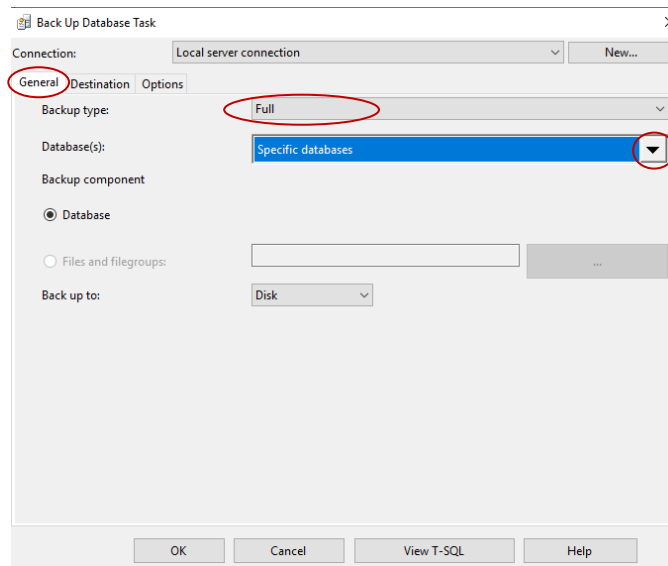 Back Up Database Task
Connection: Local server connection New...
General Destination Options
Backup type: Full
Database(s): Specific databases
Backup component
Database
Files and filegroups: ...
Back up to: Disk
OK Cancel View T-SQL Help